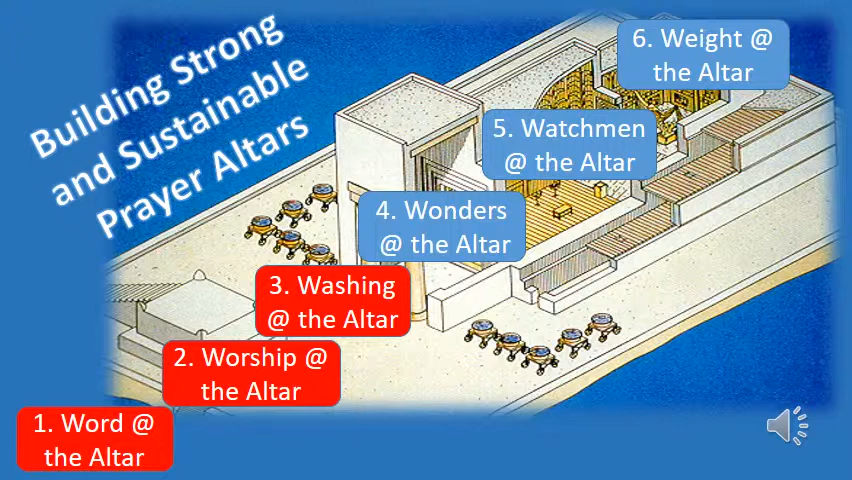 Building Strong
and Sustainable
Prayer Altars
6. Weight @
the Altar
5. Watchmen
@ the Altar
4. Wonders
@ the Altar
3. Washing
@ the Altar
2. Worship @
the Altar
1. Word @
the Altar